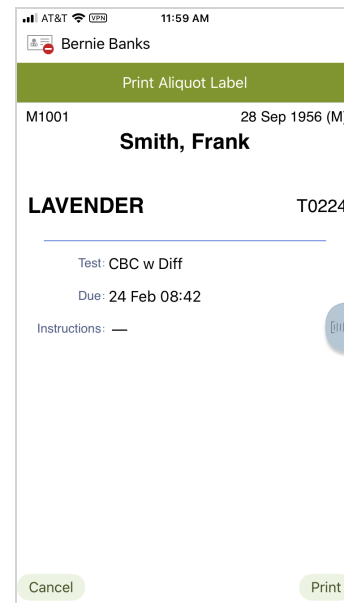 AT&T VPN 11:59 AM
Bernie Banks
Print Aliquot Label
M1001 28 Sep 1956 (M)
Smith, Frank
LAVENDER T0224
Test: CBC w Diff
Due: 24 Feb 08:42
Instructions: —
Cancel Print